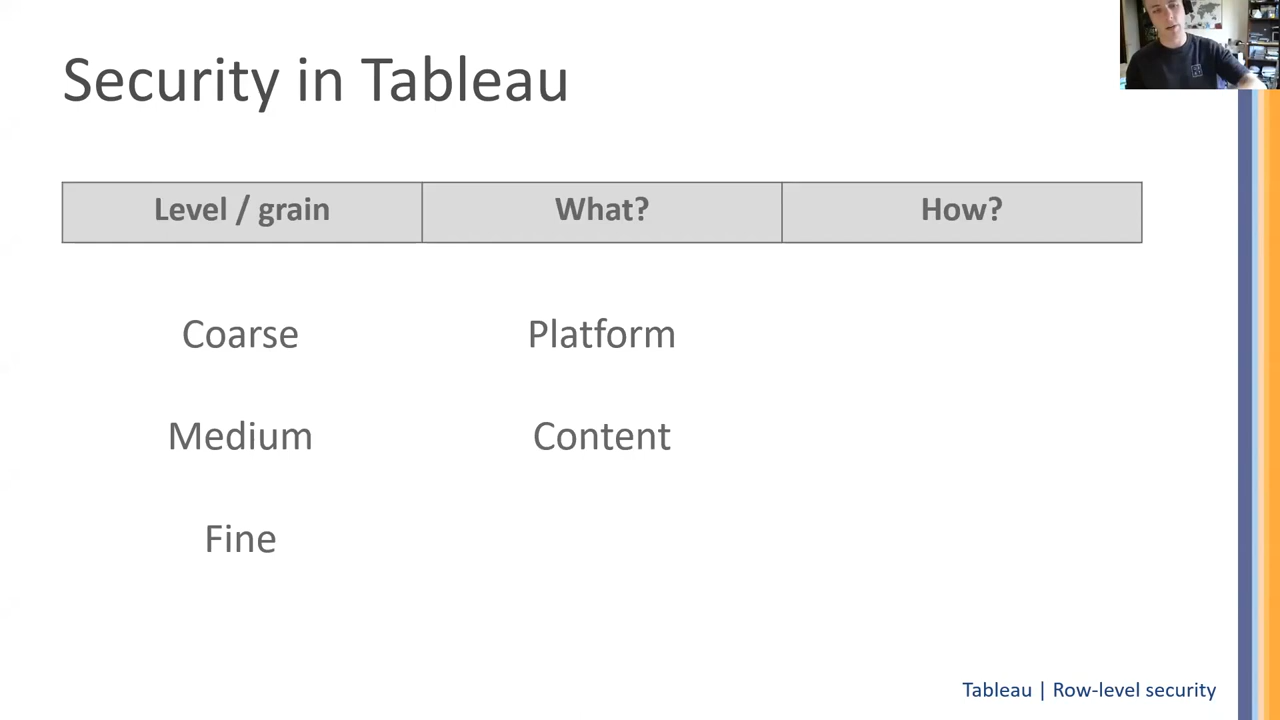 Security in Tableau
Level / grain What? How?
Coarse Platform
Medium Content
Fine
Tableau | Row-level security